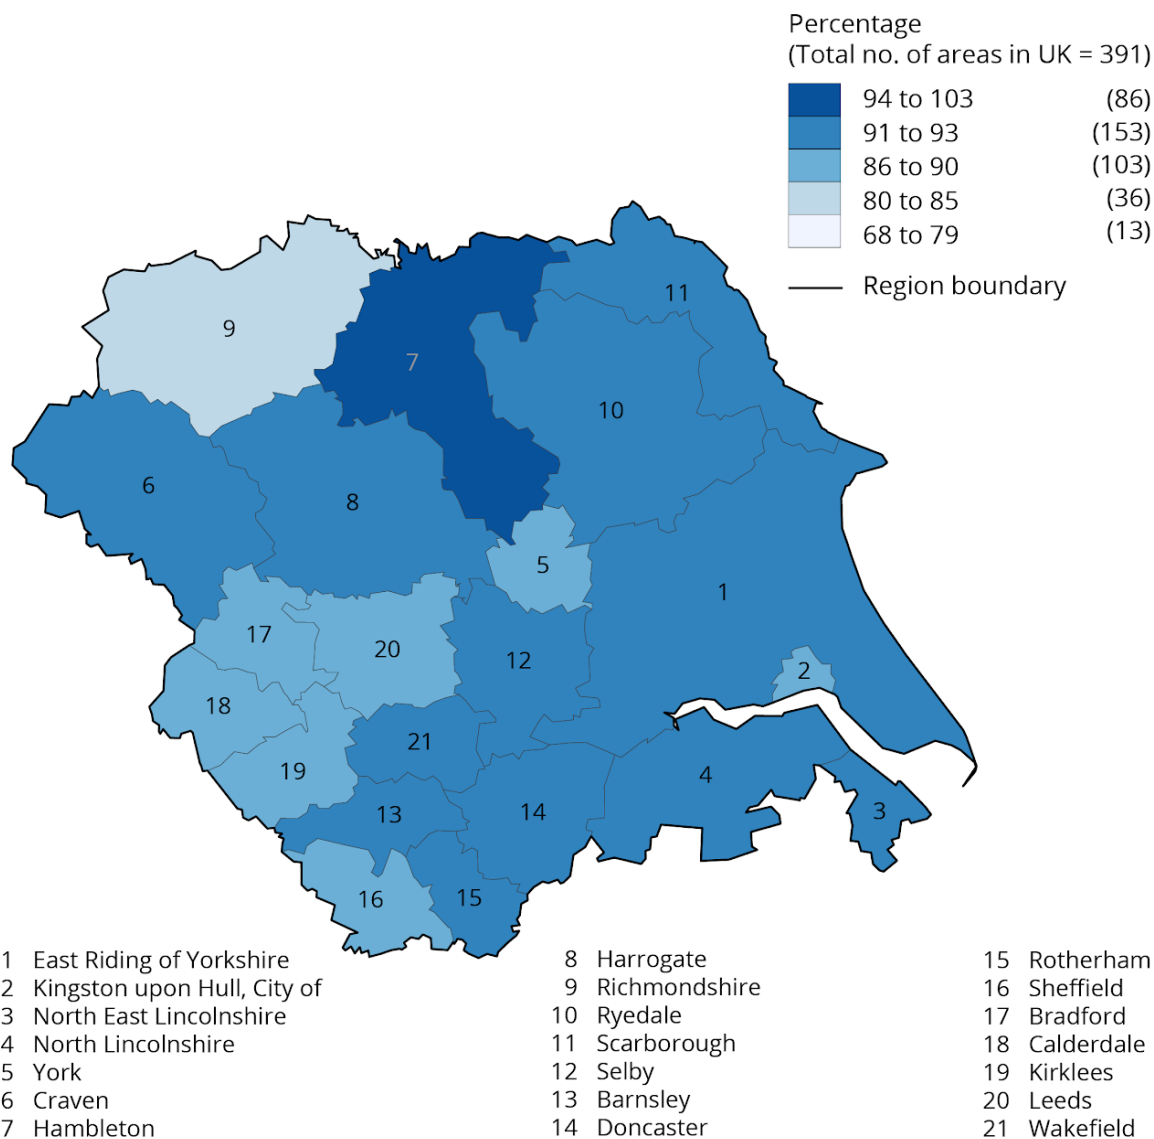 Percentage
(Total no. of areas in UK = 391)
94 to 103 (86)
91 to 93 (153)
86 to 90 (103)
80 to 85 (36)
68 to 79 (13)
Region boundary
11
9
7
10
6
8
5
1
17
20
12
2
18
21
19
4
13
14
3
16
15
1 East Riding of Yorkshire
2 Kingston upon Hull, City of
3 North East Lincolnshire
4 North Lincolnshire
5 York
6 Craven
7 Hambleton
8 Harrogate
9 Richmondshire
10 Ryedale
11 Scarborough
12 Selby
13 Barnsley
14 Doncaster
15 Rotherham
16 Sheffield
17 Bradford
18 Calderdale
19 Kirklees
20 Leeds
21 Wakefield